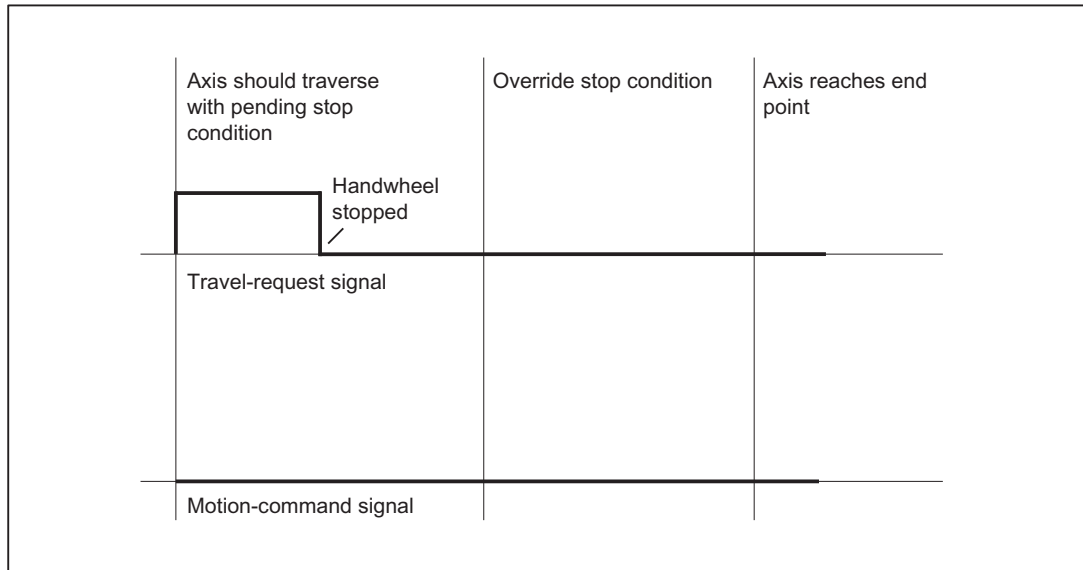 Axis should traverse
with pending stop
condition
Override stop condition
Axis reaches end
point
Handwheel
stopped
Travel-request signal
Motion-command signal